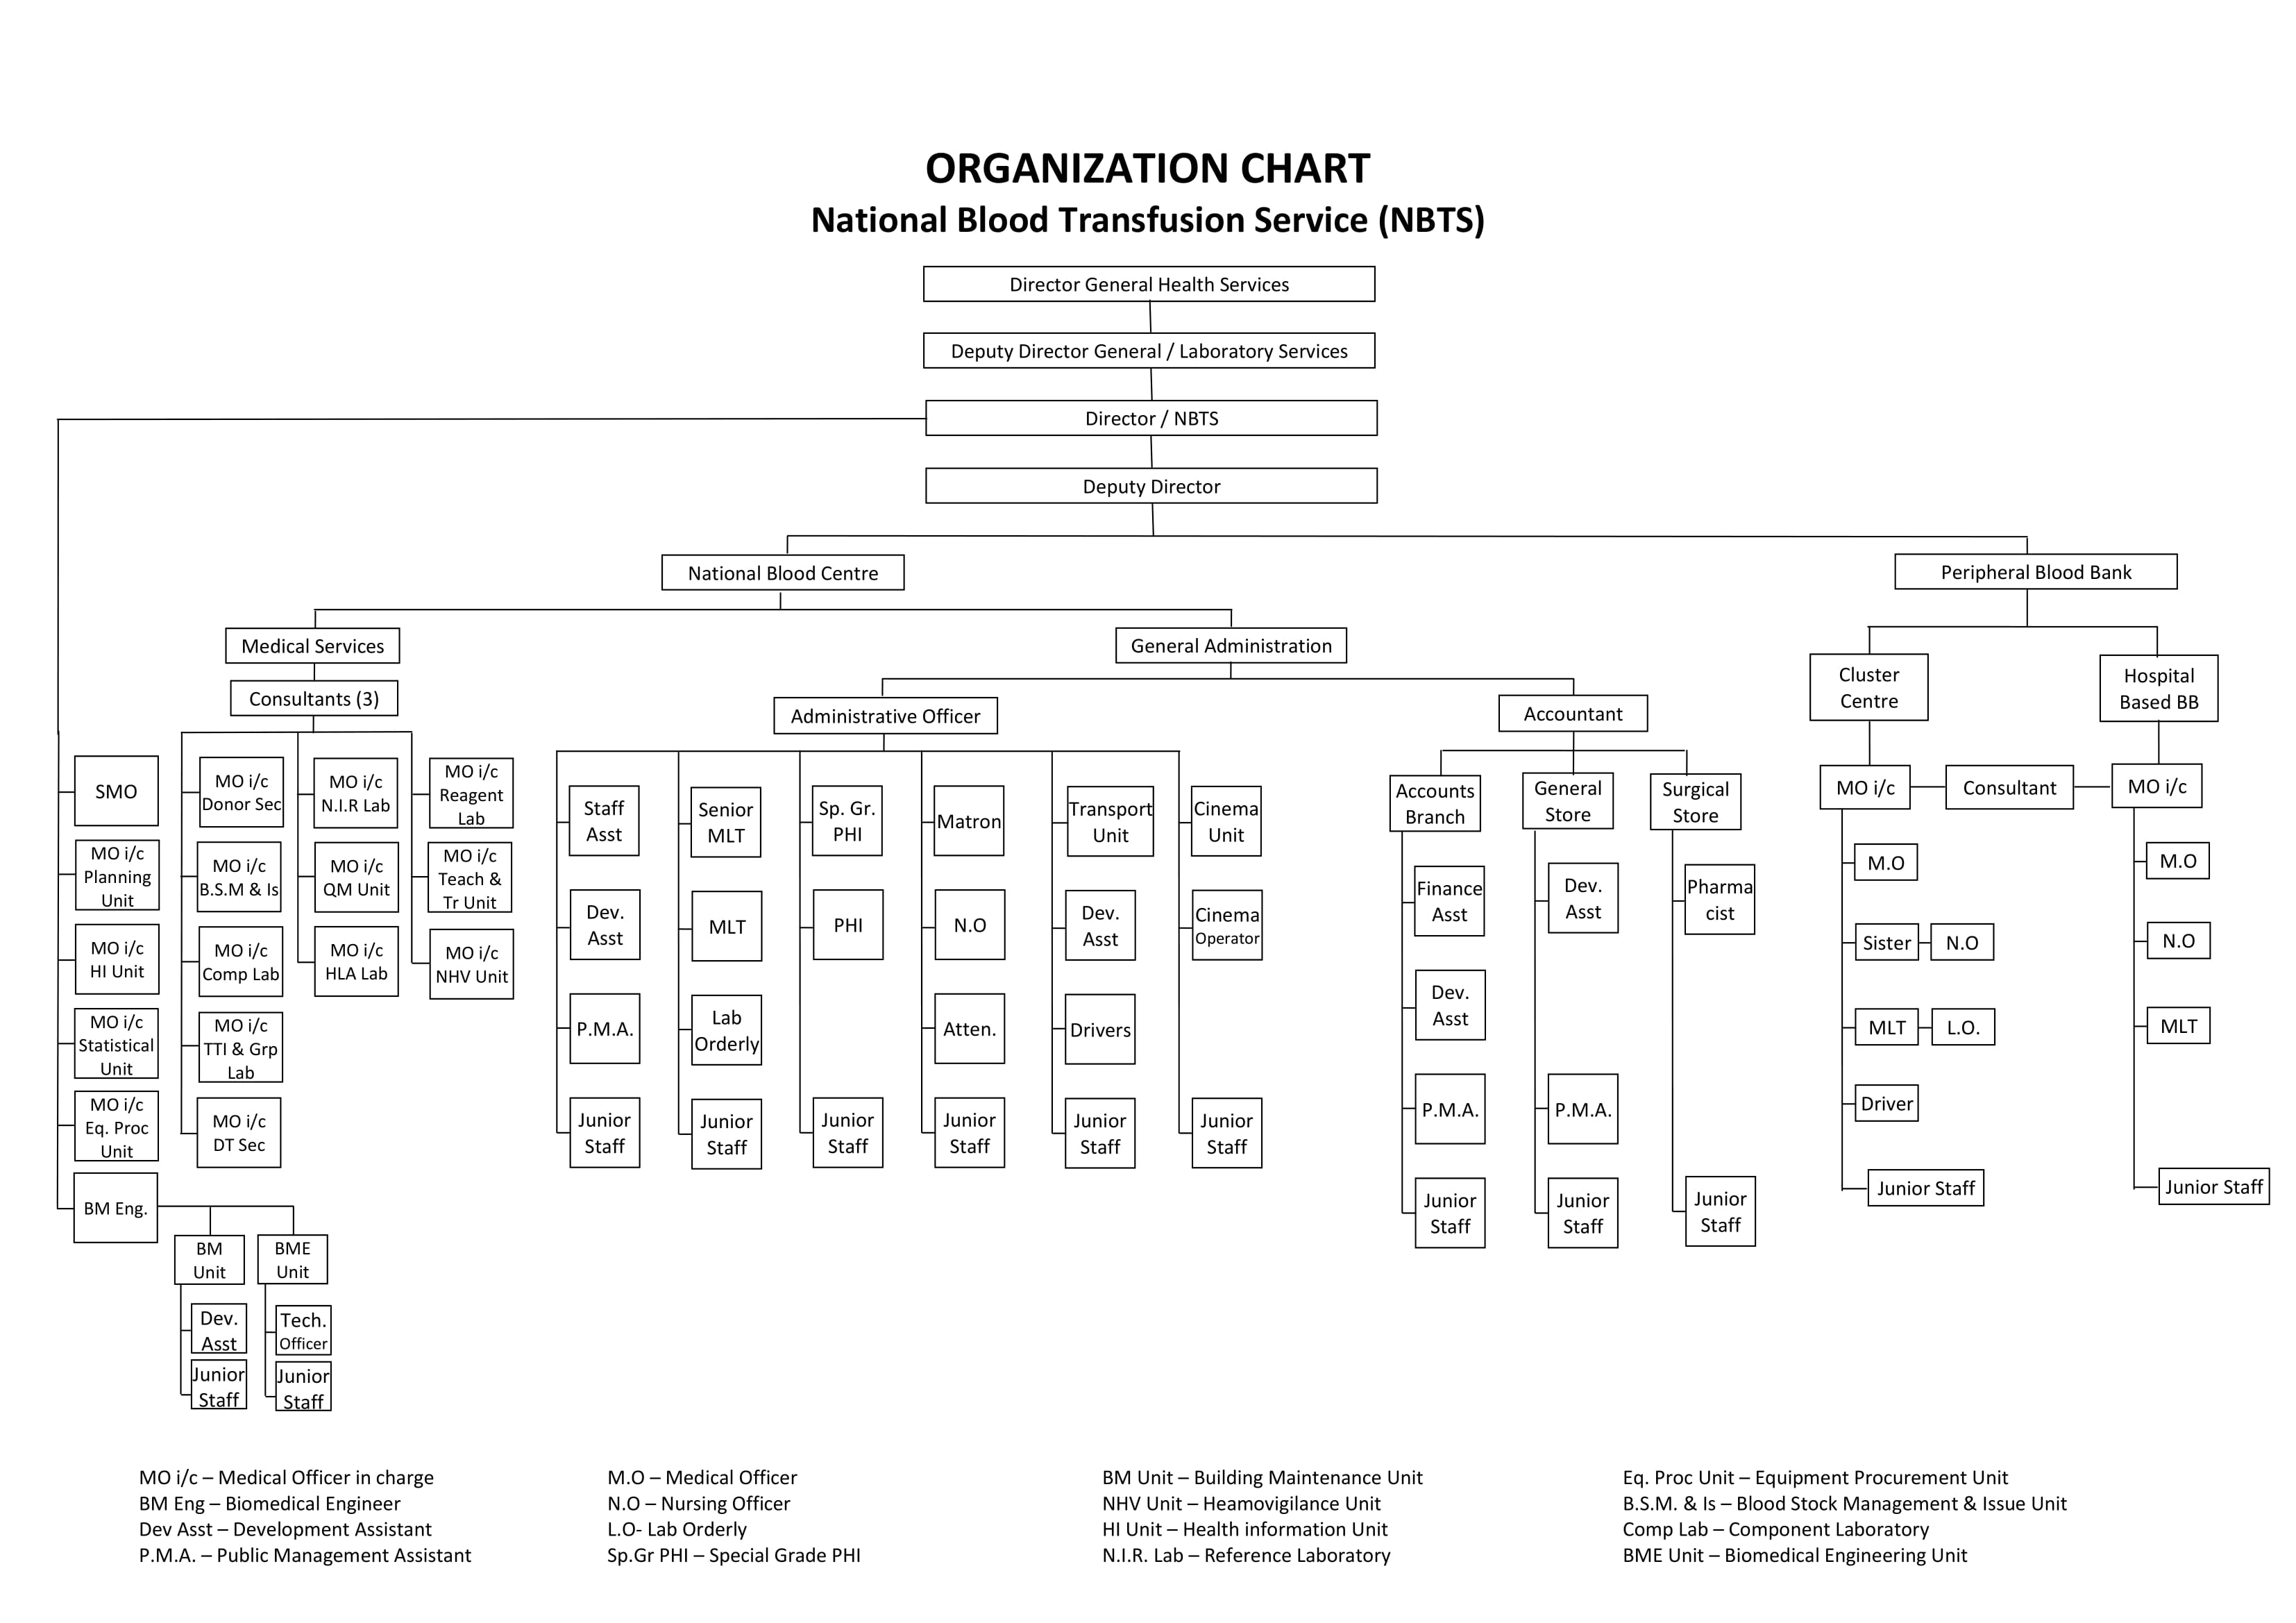 ORGANIZATION CHART
National Blood Transfusion Service (NBTS)
Director General Health Services
Deputy Director General / Laboratory Services
Director / NBTS
Deputy Director
National Blood Centre
Peripheral Blood Bank
Medical Services
General Administration
Consultants (3)
Administrative Officer
Accountant
Cluster
Centre
Hospital
Based BB
SMO
MO i/c
Planning
Unit
MO i/c
HI Unit
MO i/c
Statistical
Unit
MO i/c
Eq. Proc
Unit
BM Eng.
BM
Unit
Dev.
Asst
Junior
Staff
BME
Unit
Tech.
Officer
Junior
Staff
MO i/c
Donor Sec
MO i/c
B.S.M & Is
MO i/c
Comp Lab
MO i/c
TTI & Grp
Lab
MO i/c
DT Sec
MO i/c
N.I.R Lab
MO i/c
QM Unit
MO i/c
HLA Lab
MO i/c
Reagent
Lab
MO i/c
Teach &
Tr Unit
MO i/c
NHV Unit
Staff
Asst
Dev.
Asst
P.M.A.
Junior
Staff
Senior
MLT
MLT
Lab
Orderly
Junior
Staff
Sp. Gr.
PHI
PHI
Junior
Staff
Matron
N.O
Atten.
Junior
Staff
Transport
Unit
Dev.
Asst
Drivers
Junior
Staff
Cinema
Unit
Cinema
Operator
Junior
Staff
Accounts
Branch
Finance
Asst
Dev.
Asst
P.M.A.
Junior
Staff
General
Store
Dev.
Asst
P.M.A.
Junior
Staff
Surgical
Store
Pharma
cist
Junior
Staff
MO i/c
Consultant
MO i/c
M.O
Sister
N.O
MLT
L.O.
Driver
Junior Staff
M.O
N.O
MLT
Junior Staff
MO i/c – Medical Officer in charge
BM Eng – Biomedical Engineer
Dev Asst – Development Assistant
P.M.A. – Public Management Assistant
M.O – Medical Officer
N.O – Nursing Officer
L.O- Lab Orderly
Sp.Gr PHI – Special Grade PHI
BM Unit – Building Maintenance Unit
NHV Unit – Heamovigilance Unit
HI Unit – Health information Unit
N.I.R. Lab – Reference Laboratory
Eq. Proc Unit – Equipment Procurement Unit
B.S.M. & Is – Blood Stock Management & Issue Unit
Comp Lab – Component Laboratory
BME Unit – Biomedical Engineering Unit